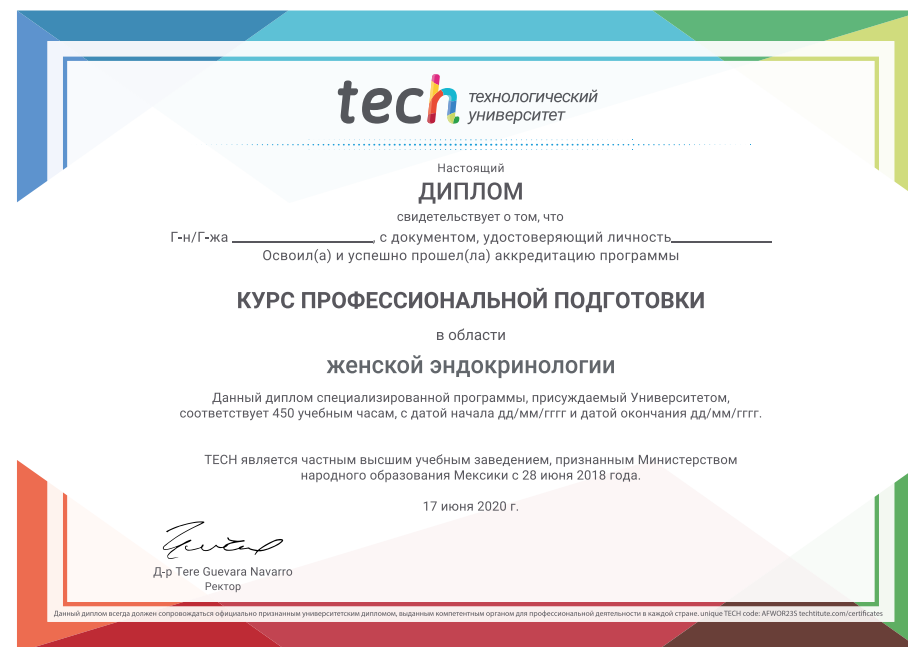 tech технологический
университет
Настоящий
ДИПЛОМ
свидетельствует о том, что
Г-н/Г-жа ____________________, с документом, удостоверяющий личность______________
Освоил(а) и успешно прошел(ла) аккредитацию программы
КУРС ПРОФЕССИОНАЛЬНОЙ ПОДГОТОВКИ
в области
женской эндокринологии
Данный диплом специализированной программы, присуждаемый Университетом,
соответствует 450 учебным часам, с датой начала дд/мм/гггг и датой окончания дд/мм/гггг.
TECH является частным высшим учебным заведением, признанным Министерством
народного образования Мексики с 28 июня 2018 года.
17 июня 2020 г.
Д-р Tere Guevara Navarro
Ректор
Данный диплом всегда должен сопровождаться официально признанным университетским дипломом, выданным компетентным органом для профессиональной деятельности в каждой стране. unique TECH code: AFWOR23S techtitute.com/certificates